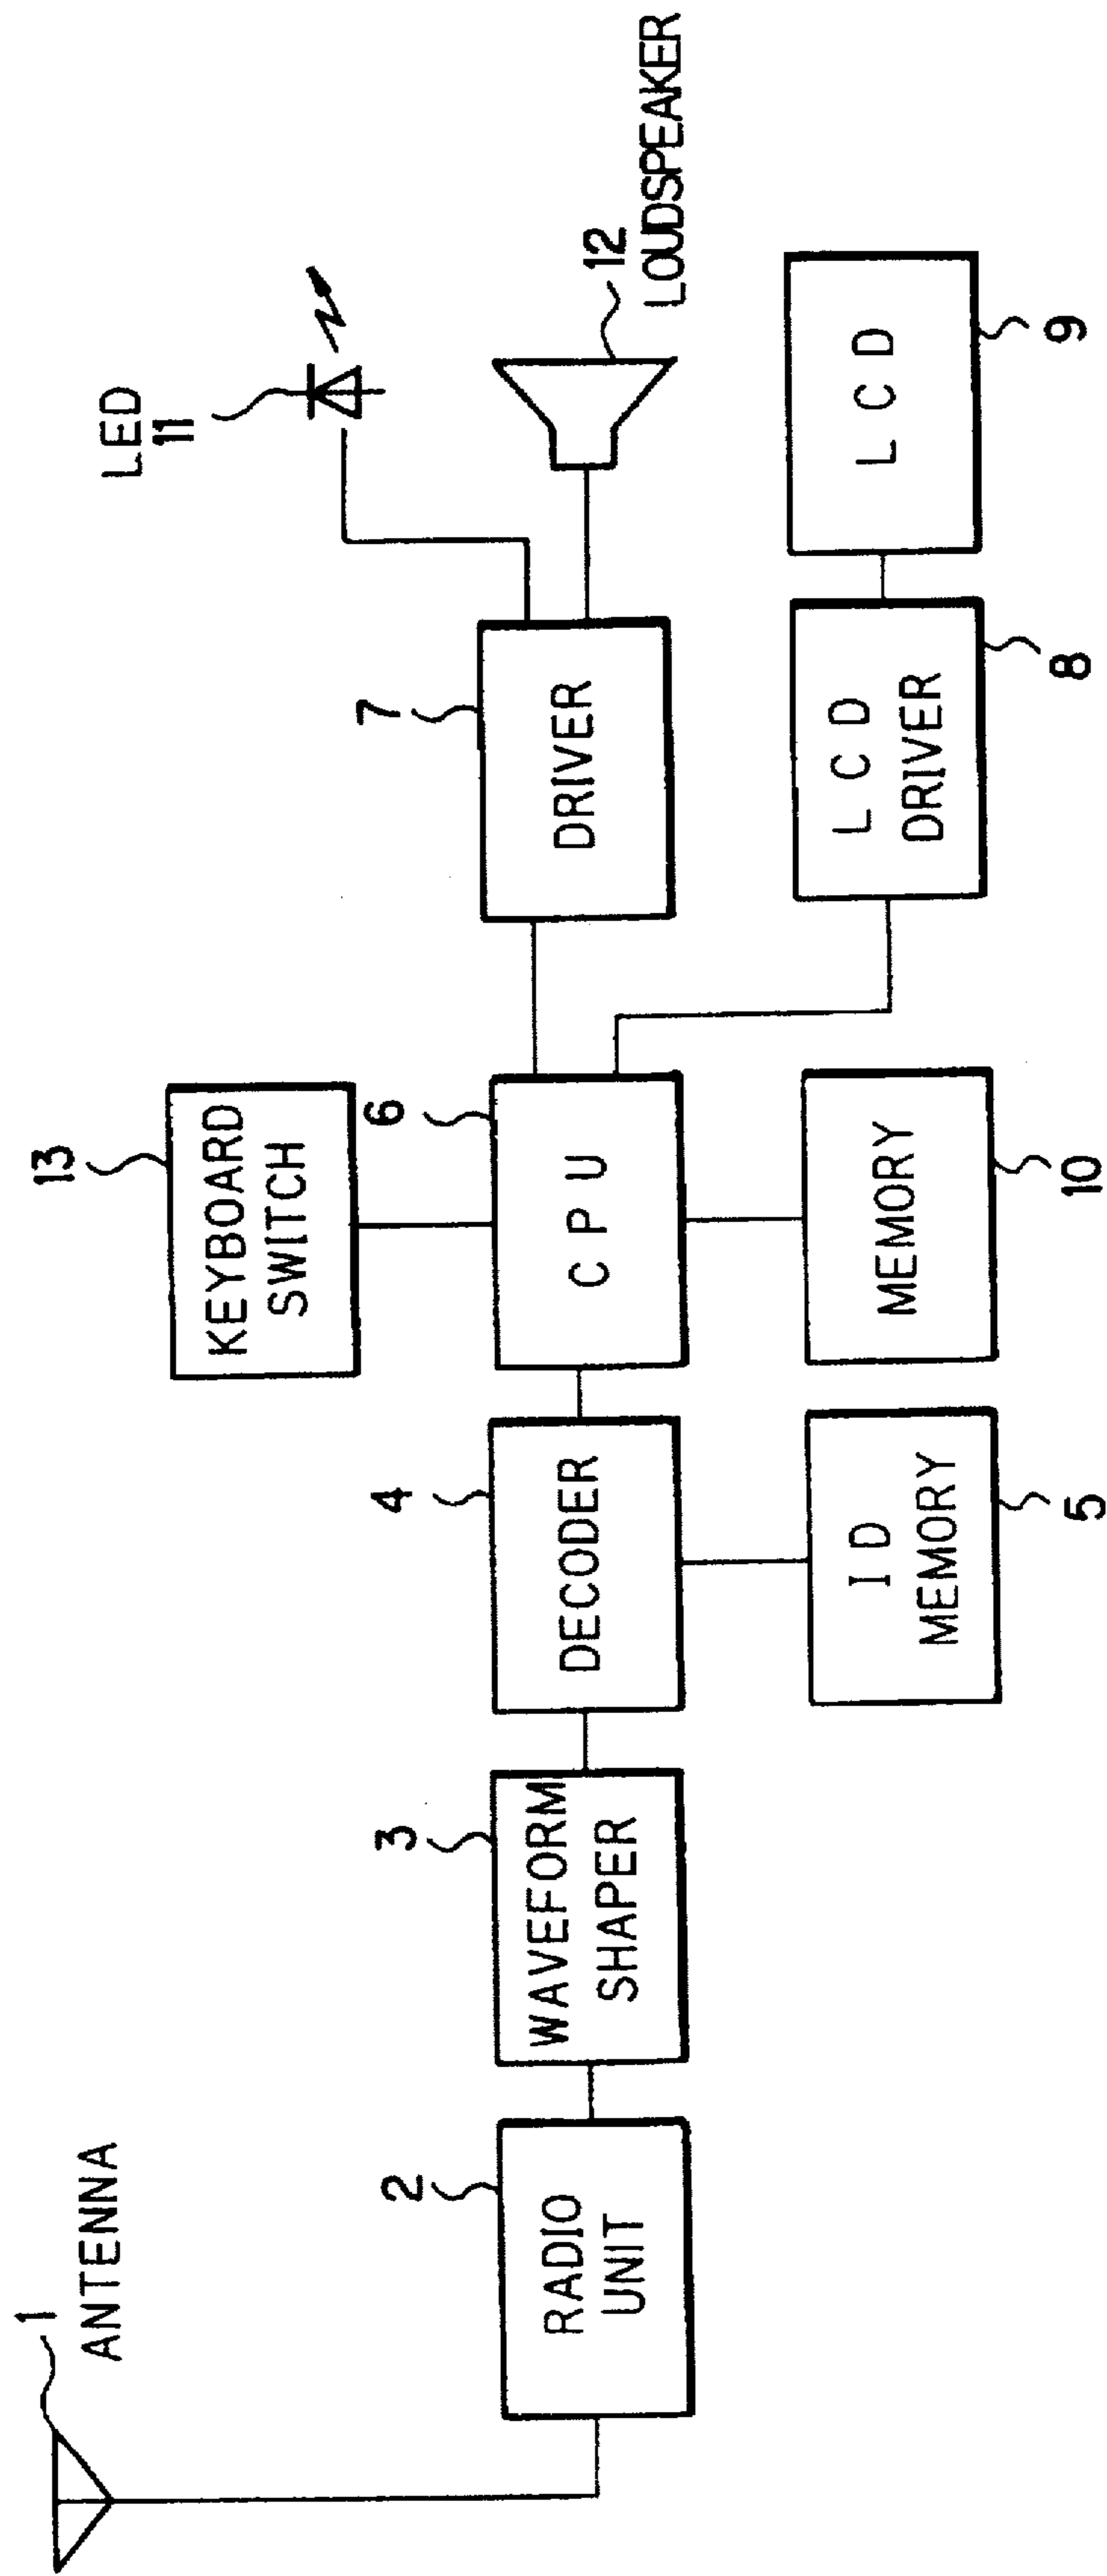 1
ANTENNA
2
RADIO
UNIT
3
WAVEFORM
SHAPER
4
DECODER
I D
MEMORY
5
13
KEYBOARD
SWITCH
6
C P U
MEMORY
10
7
DRIVER
L C D
DRIVER
8
LED
11
12
LOUDSPEAKER
L C D
9